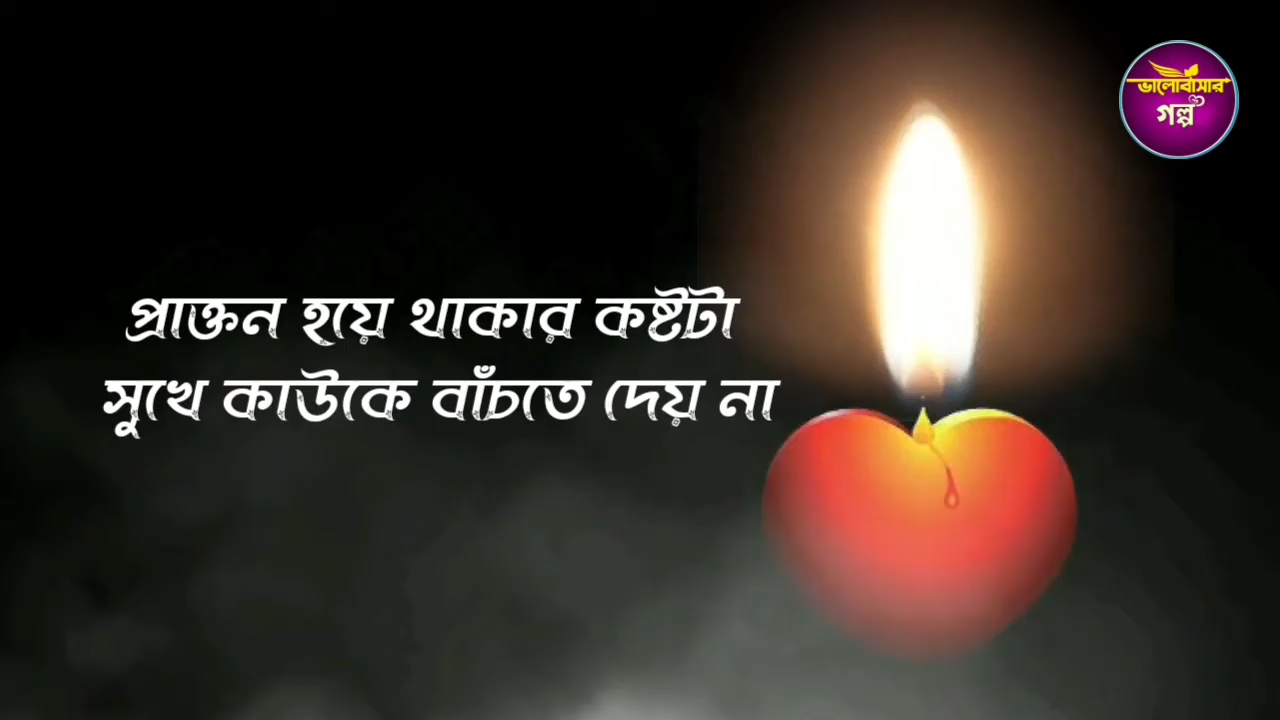 ভালোবাসার
গল্প
প্রাক্তন হয়ে থাকার কষ্টটা
সুখে কাউকে বাঁচতে দেয় না